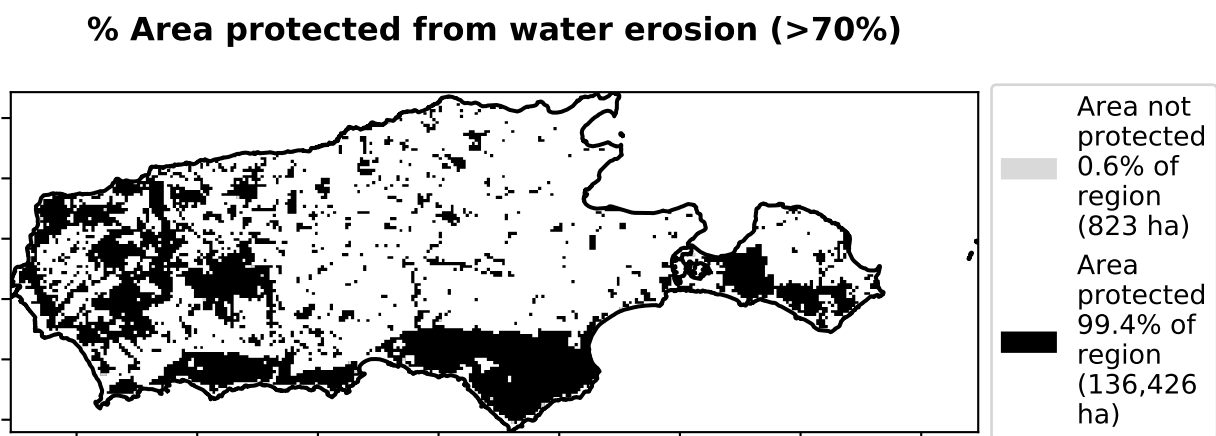 % Area protected from water erosion (>70%)
Area not
protected
0.6% of
region
(823 ha)
Area
protected
99.4% of
region
(136,426
ha)